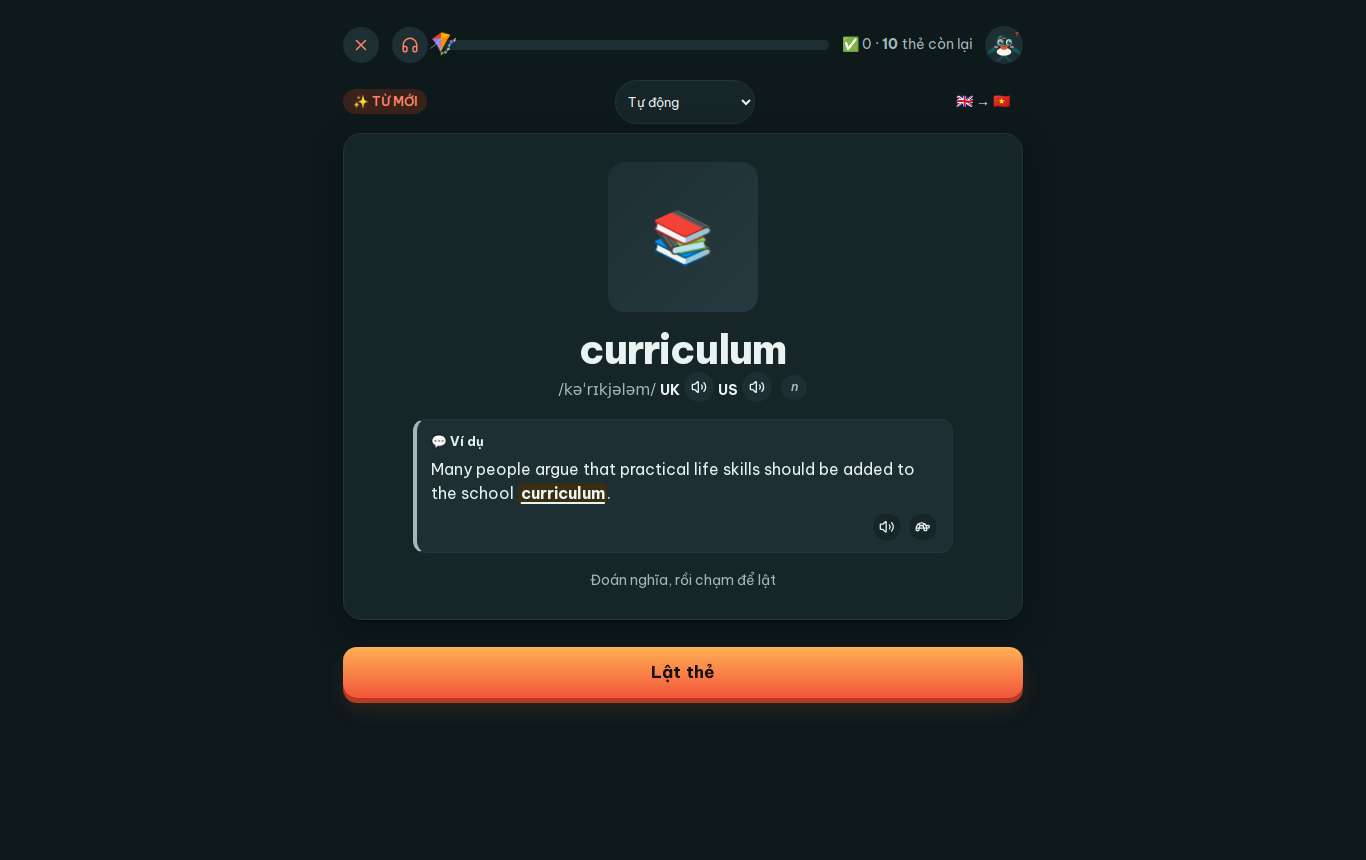 ✅ 0 · 10 thẻ còn lại
✨ TỪ MỚI
Tự động
🇬🇧 → 🇻🇳
curriculum
/kəˈrɪkjələm/ UK US n
💬 Ví dụ
Many people argue that practical life skills should be added to
the school curriculum.
Đoán nghĩa, rồi chạm để lật
Lật thẻ